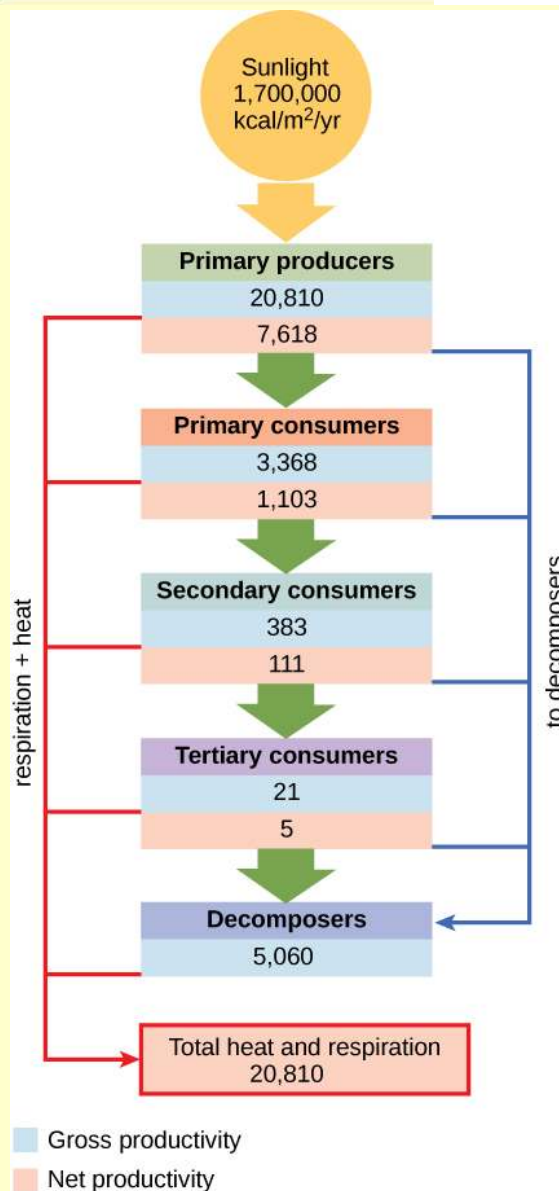 Sunlight
1,700,000
kcal/m²/yr
Primary producers
20,810
7,618
Primary consumers
3,368
1,103
Secondary consumers
383
111
Tertiary consumers
21
5
Decomposers
5,060
respiration + heat
to decomposers
Total heat and respiration
20,810
Gross productivity
Net productivity